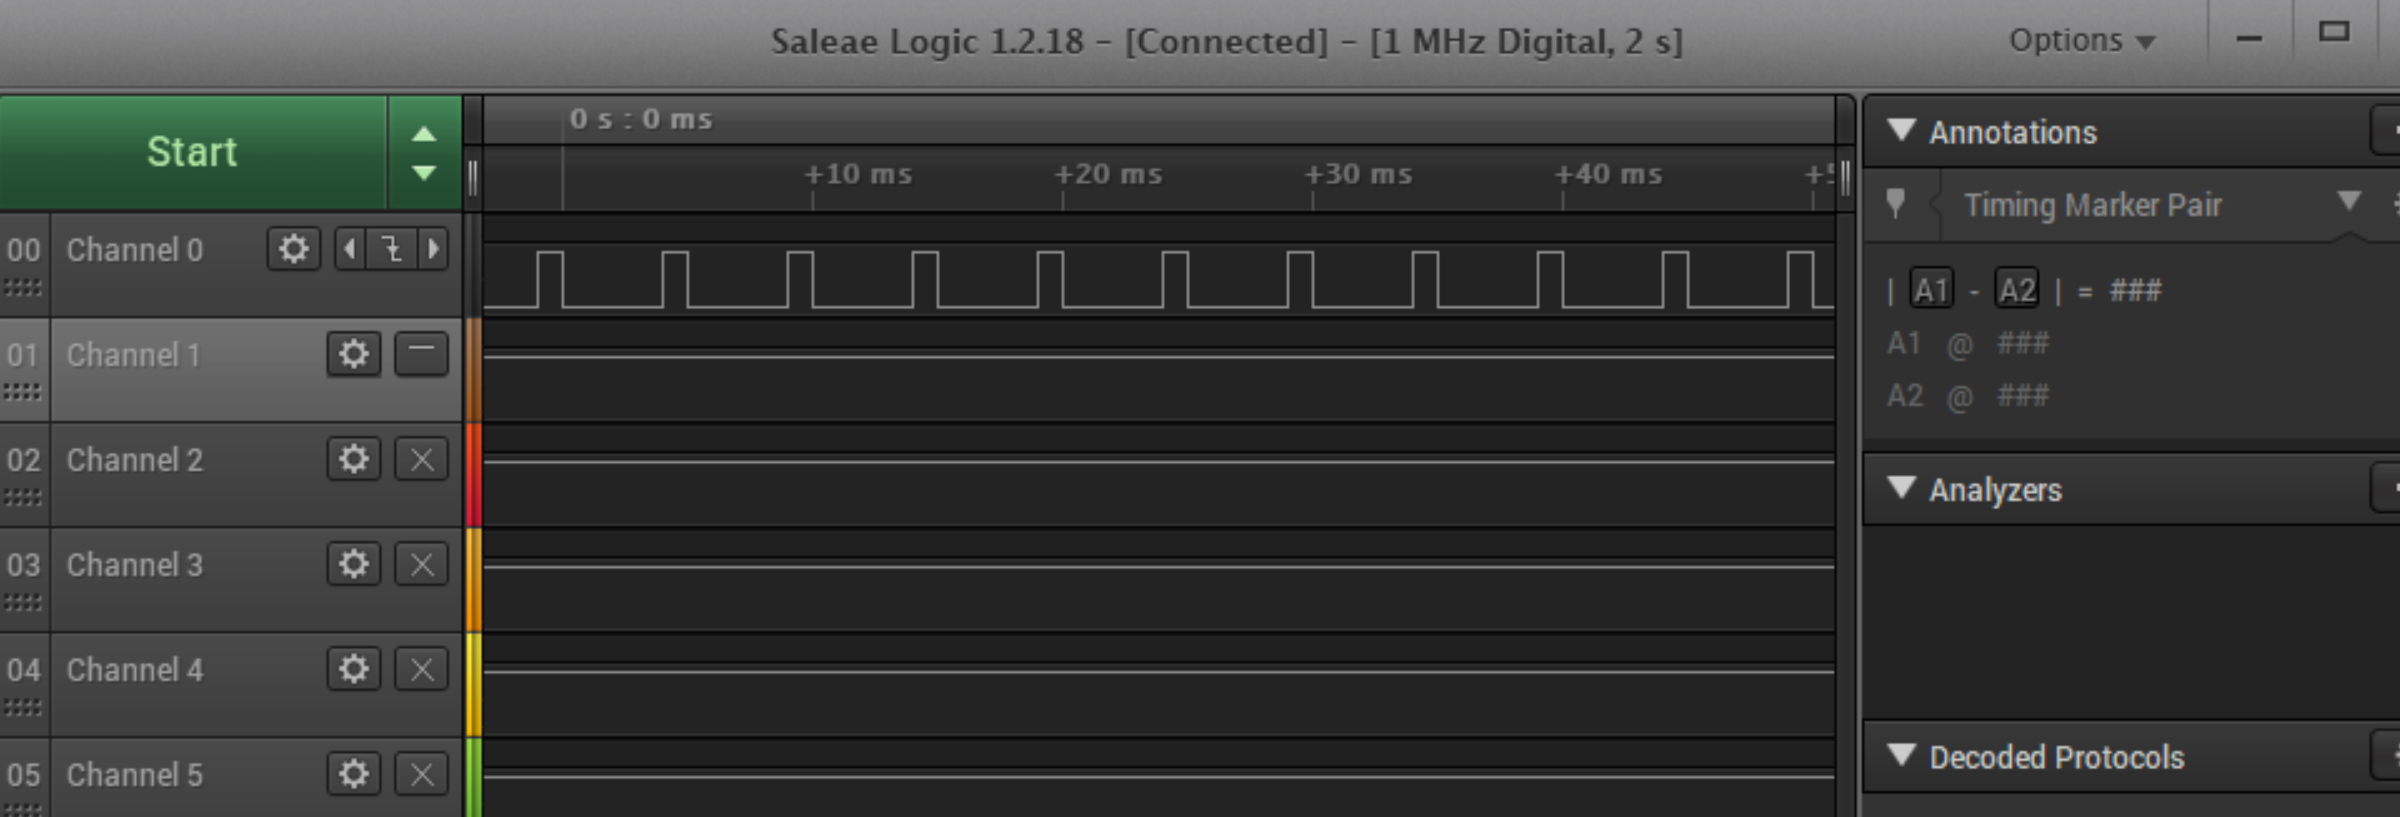 Saleae Logic 1.2.18 - [Connected] - [1 MHz Digital, 2 s]
Options
Start
0 s : 0 ms
+10 ms +20 ms +30 ms +40 ms
00 Channel 0
01 Channel 1
02 Channel 2
03 Channel 3
04 Channel 4
05 Channel 5
Annotations
Timing Marker Pair
| A1 - A2 | = ###
A1 @ ###
A2 @ ###
Analyzers
Decoded Protocols